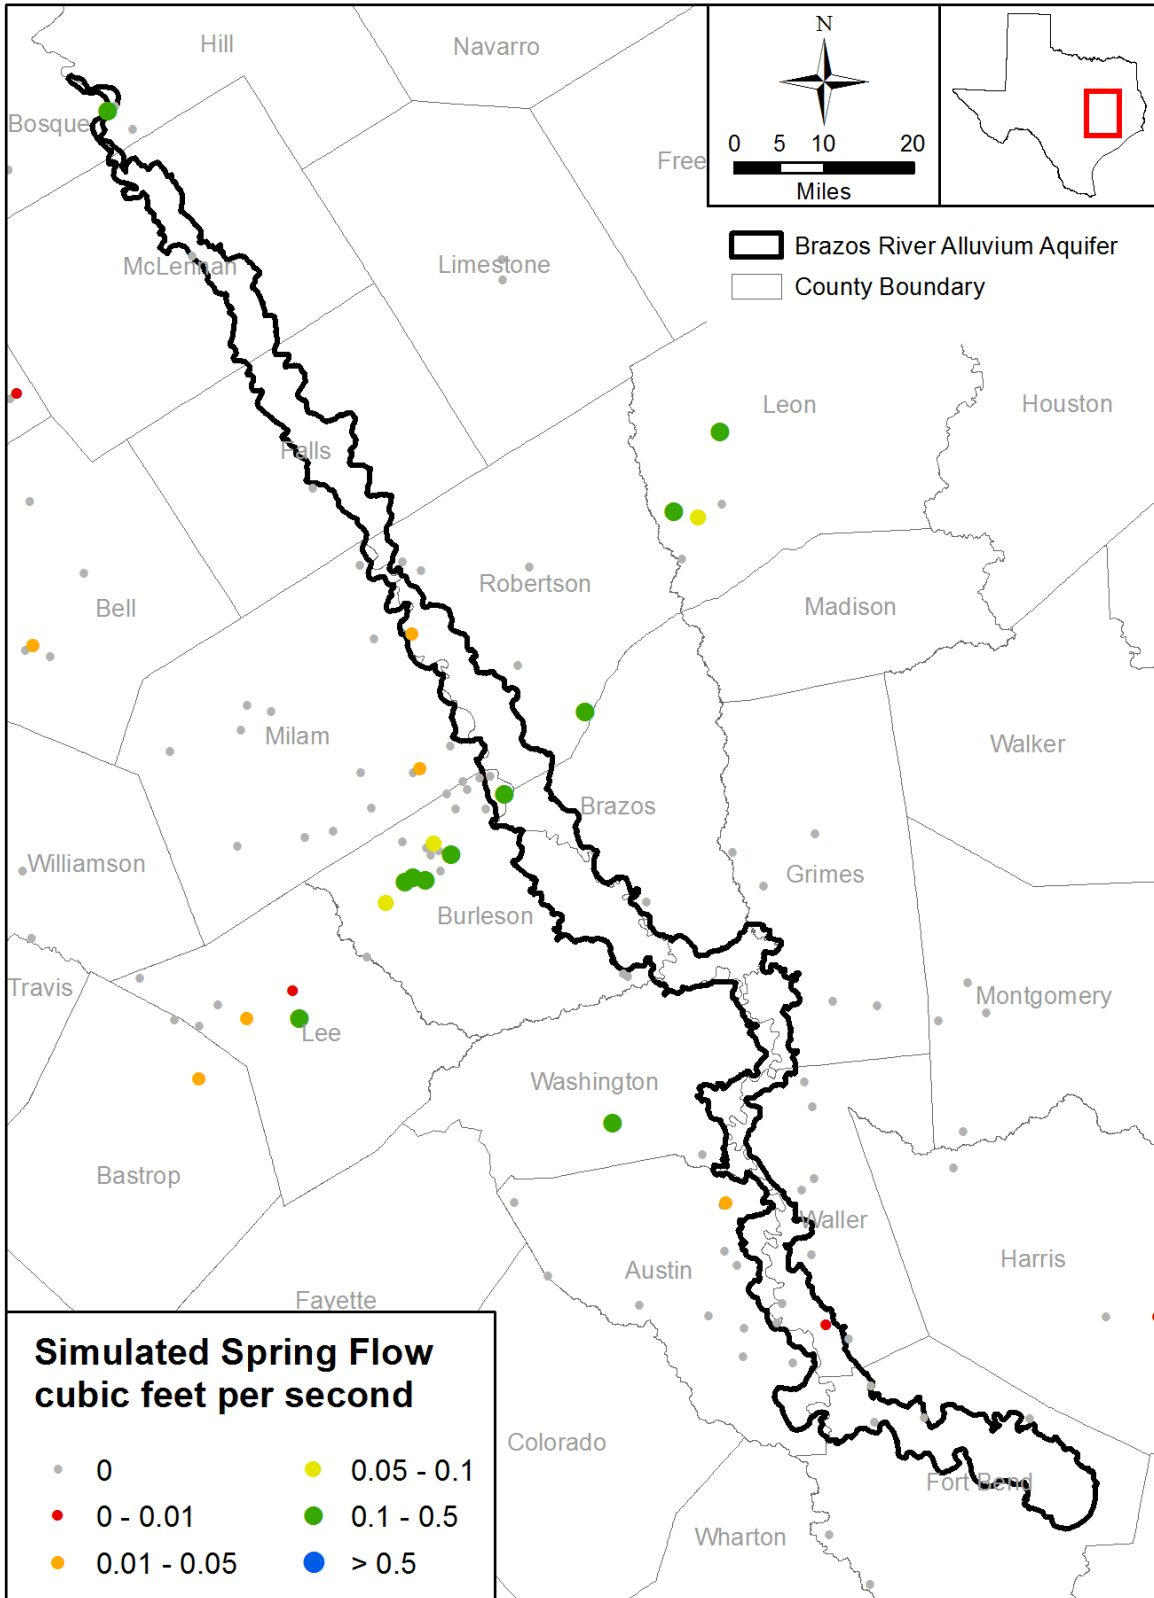 Hill
Navarro
N
Bosque
0 5 10 20
Miles
Free
McLennan
Limestone
Brazos River Alluvium Aquifer
County Boundary
Leon
Houston
Falls
Robertson
Bell
Madison
Milam
Walker
Brazos
Williamson
Grimes
Burleson
Travis
Montgomery
Lee
Washington
Bastrop
Waller
Harris
Austin
Fayette
Simulated Spring Flow
cubic feet per second
0
0.05 - 0.1
0 - 0.01
0.1 - 0.5
0.01 - 0.05
> 0.5
Colorado
Fort Bend
Wharton